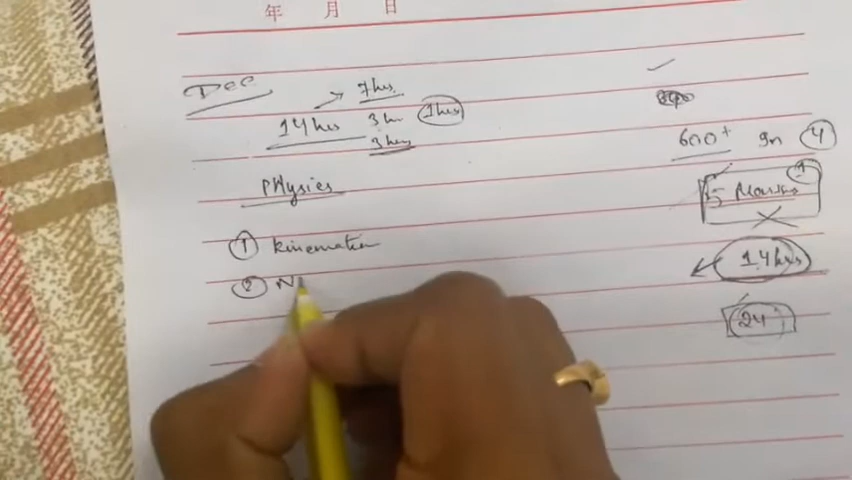 年 月 日
Dec
7hrs.
14hrs 3hr 1hrs
3hrs
600+ In 4
Physics
5 Months
1 kinematics
14hrs
2 N
24